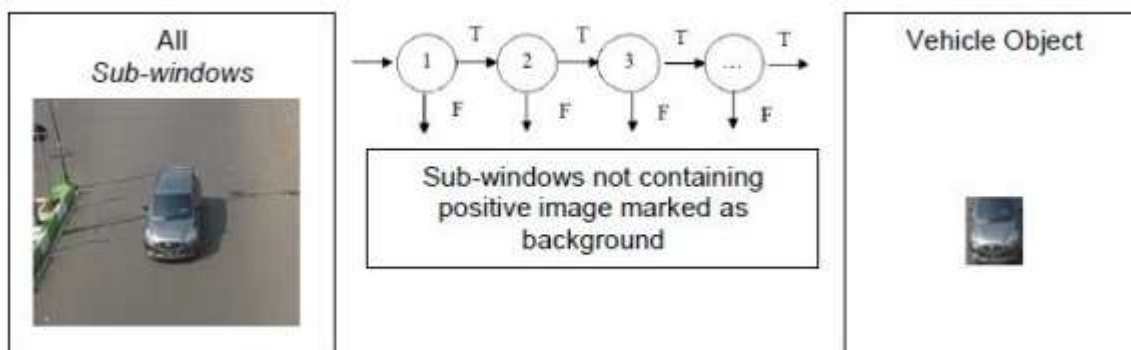 All
Sub-windows
T T T T
1 2 3 ...
F F F F
Sub-windows not containing
positive image marked as
background
Vehicle Object